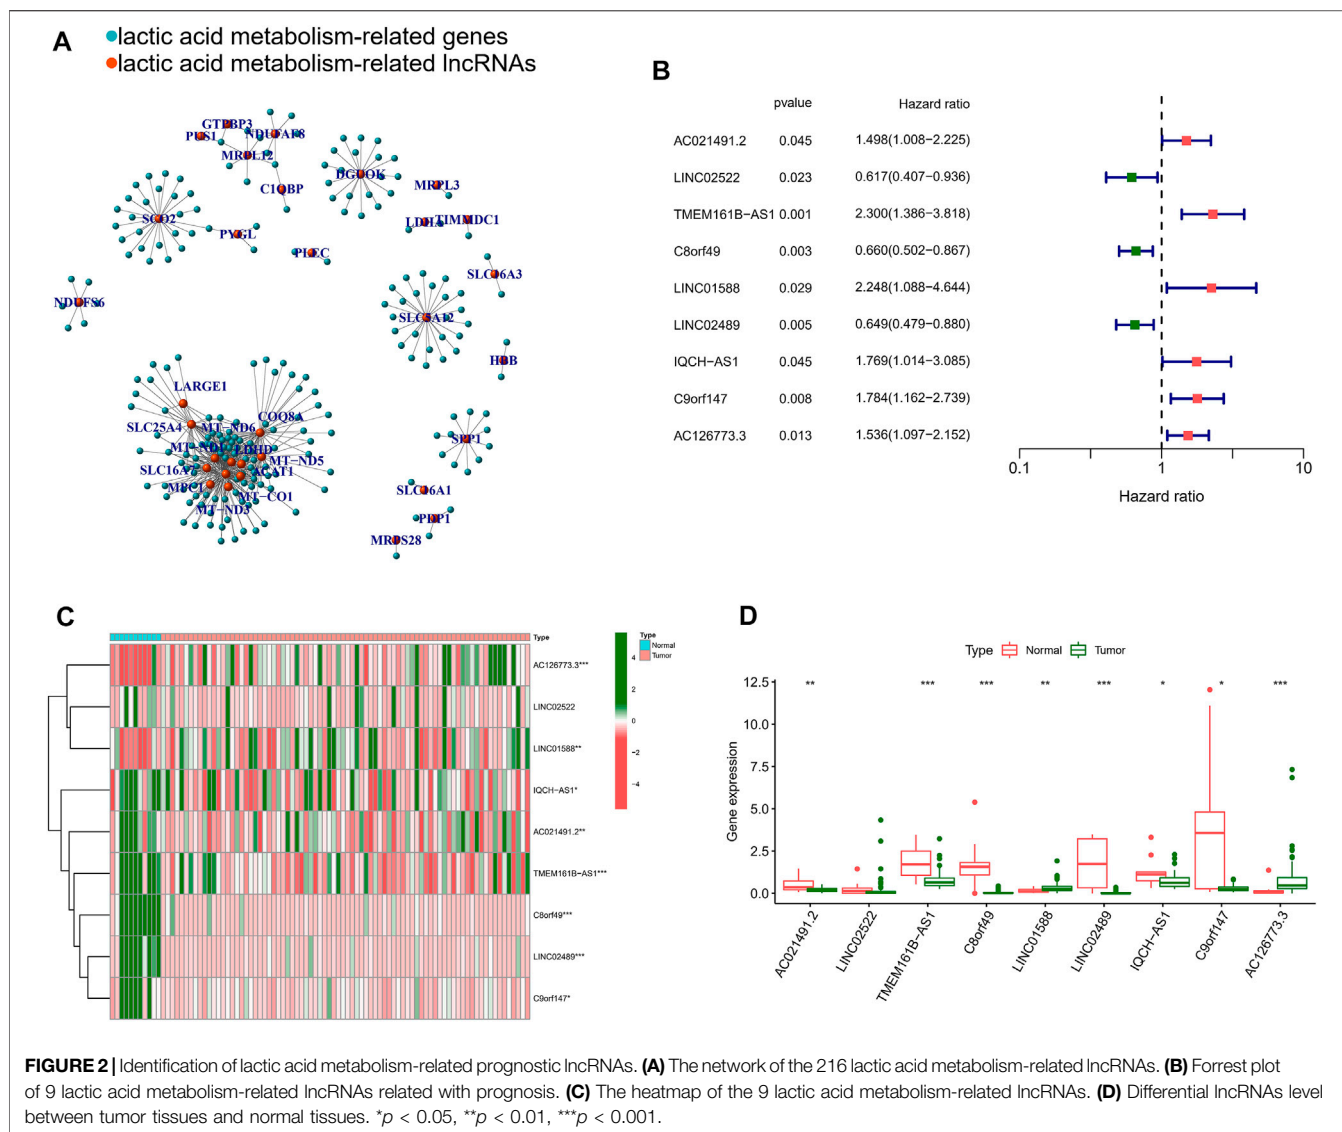 A
lactic acid metabolism-related genes
lactic acid metabolism-related lncRNAs
GTPBP3
PUS1
NDUFAF8
MRPL12
C1QBP
DGUOK
MRPL3
LDHA
TIMMDC1
SCO2
PYGL
PLEC
SLC16A3
NDUFS6
SLC5A12
HBB
LARGE1
COQ8A
SLC25A4
MT−ND6
LDHD
MT−ND5
SLC16A7
ACAT1
MPC1
MT−CO1
MT−ND3
SPP1
SLC16A1
PFP1
MRPS28
B
pvalue Hazard ratio
AC021491.2 0.045 1.498(1.008−2.225)
LINC02522 0.023 0.617(0.407−0.936)
TMEM161B−AS1 0.001 2.300(1.386−3.818)
C8orf49 0.003 0.660(0.502−0.867)
LINC01588 0.029 2.248(1.088−4.644)
LINC02489 0.005 0.649(0.479−0.880)
IQCH−AS1 0.045 1.769(1.014−3.085)
C9orf147 0.008 1.784(1.162−2.739)
AC126773.3 0.013 1.536(1.097−2.152)
0.1 1 10
Hazard ratio
C
Type
AC126773.3***
LINC02522
LINC01588**
IQCH−AS1*
AC021491.2**
TMEM161B−AS1***
C8orf49***
LINC02489***
C9orf147*
4
2
0
−2
−4
Type
Normal
Tumor
D
Type Normal Tumor
** *** *** ** *** * * ***
Gene expression
12.5
10.0
7.5
5.0
2.5
0.0
AC021491.2
LINC02522
TMEM161B−AS1
C8orf49
LINC01588
LINC02489
IQCH−AS1
C9orf147
AC126773.3
FIGURE 2 | Identification of lactic acid metabolism-related prognostic lncRNAs. (A) The network of the 216 lactic acid metabolism-related lncRNAs. (B) Forrest plot
of 9 lactic acid metabolism-related lncRNAs related with prognosis. (C) The heatmap of the 9 lactic acid metabolism-related lncRNAs. (D) Differential lncRNAs level
between tumor tissues and normal tissues. *p < 0.05, **p < 0.01, ***p < 0.001.